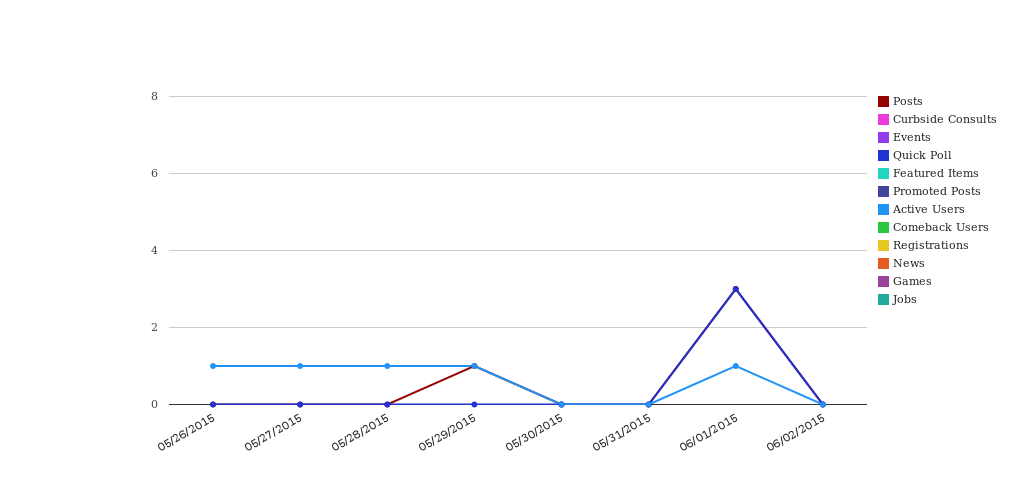 8
6
4
2
0
05/26/2015
05/27/2015
05/28/2015
05/29/2015
05/30/2015
05/31/2015
06/01/2015
06/02/2015
Posts
Curbside Consults
Events
Quick Poll
Featured Items
Promoted Posts
Active Users
Comeback Users
Registrations
News
Games
Jobs